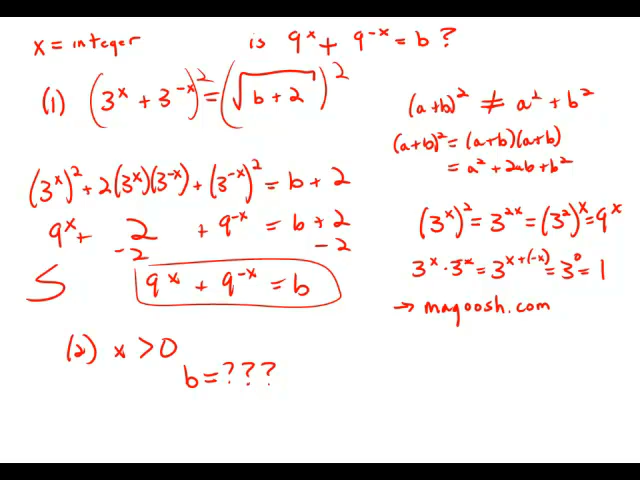 x = integer is 9^x + 9^-x = b ?
(1) (3^x + 3^-x)^2 = (√b + 2)^2
(3^x)^2 + 2(3^x)(3^-x) + (3^-x)^2 = b + 2
9^x + 2 + 9^-x = b + 2
-2 -2
S 9^x + 9^-x = b
(2) x > 0
b = ???
(a+b)^2 ≠ a^2 + b^2
(a+b)^2 = (a+b)(a+b)
= a^2 + 2ab + b^2
(3^x)^2 = 3^2x = (3^2)^x = 9^x
3^x · 3^-x = 3^x+(-x) = 3^0 = 1
→ magoosh.com